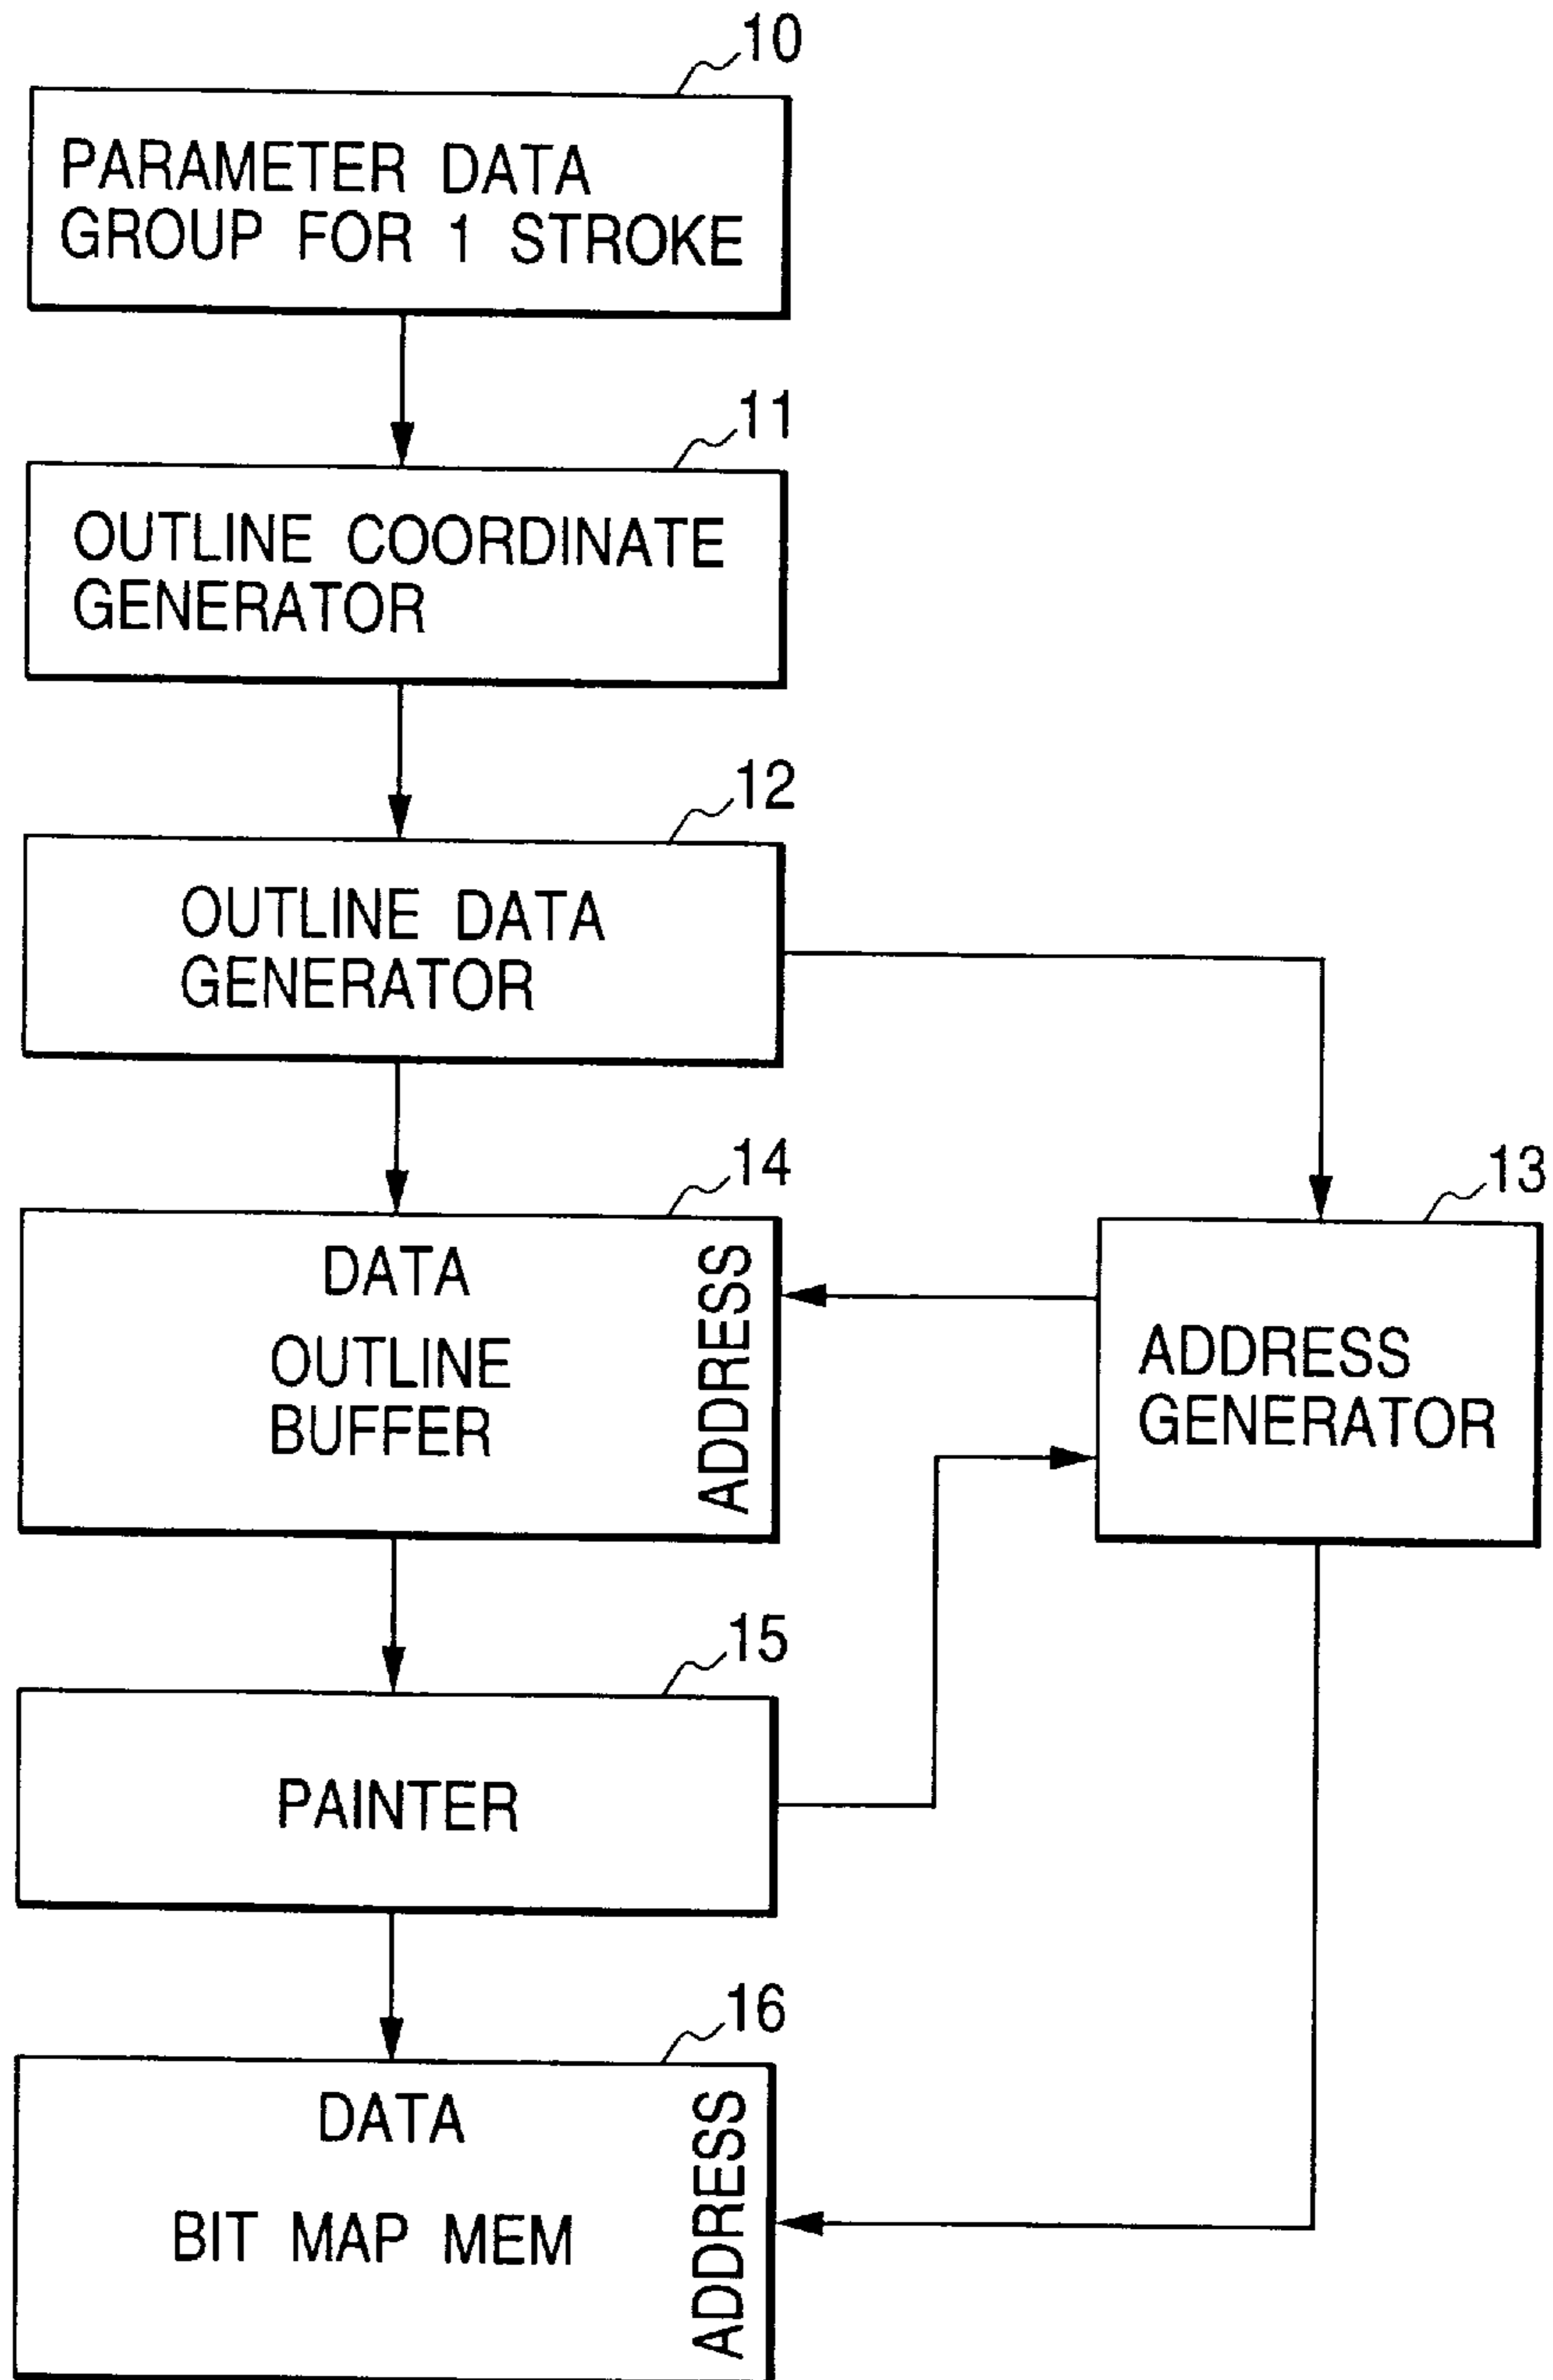 10
PARAMETER DATA
GROUP FOR 1 STROKE
11
OUTLINE COORDINATE
GENERATOR
12
OUTLINE DATA
GENERATOR
14
DATA
OUTLINE
BUFFER
ADDRESS
13
ADDRESS
GENERATOR
15
PAINTER
16
DATA
BIT MAP MEM
ADDRESS